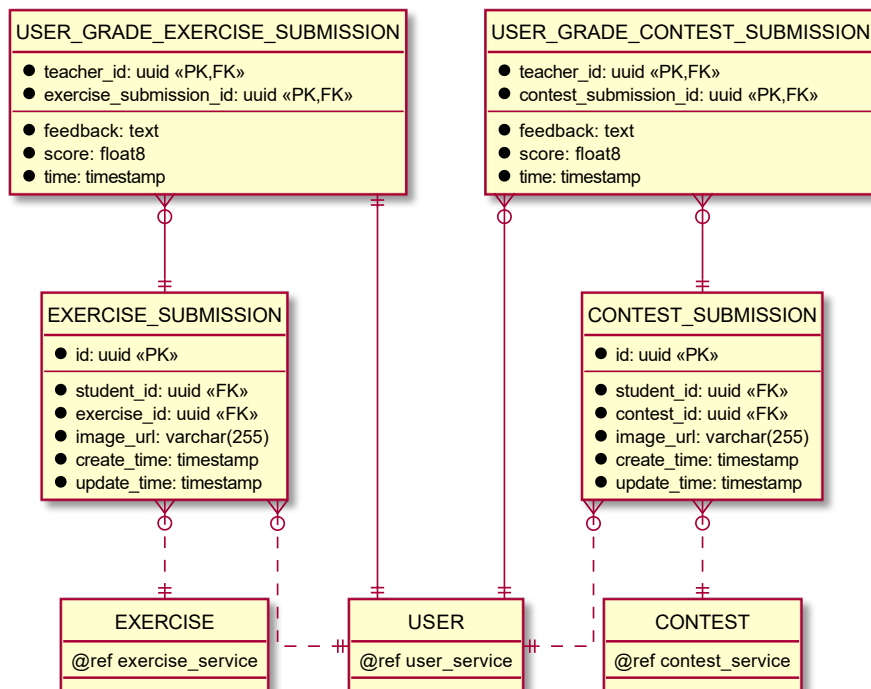 USER_GRADE_EXERCISE_SUBMISSION
teacher_id: uuid «PK,FK»
exercise_submission_id: uuid «PK,FK»
feedback: text
score: float8
time: timestamp
USER_GRADE_CONTEST_SUBMISSION
teacher_id: uuid «PK,FK»
contest_submission_id: uuid «PK,FK»
feedback: text
score: float8
time: timestamp
EXERCISE_SUBMISSION
id: uuid «PK»
student_id: uuid «FK»
exercise_id: uuid «FK»
image_url: varchar(255)
create_time: timestamp
update_time: timestamp
CONTEST_SUBMISSION
id: uuid «PK»
student_id: uuid «FK»
contest_id: uuid «FK»
image_url: varchar(255)
create_time: timestamp
update_time: timestamp
EXERCISE
@ref exercise_service
USER
@ref user_service
CONTEST
@ref contest_service